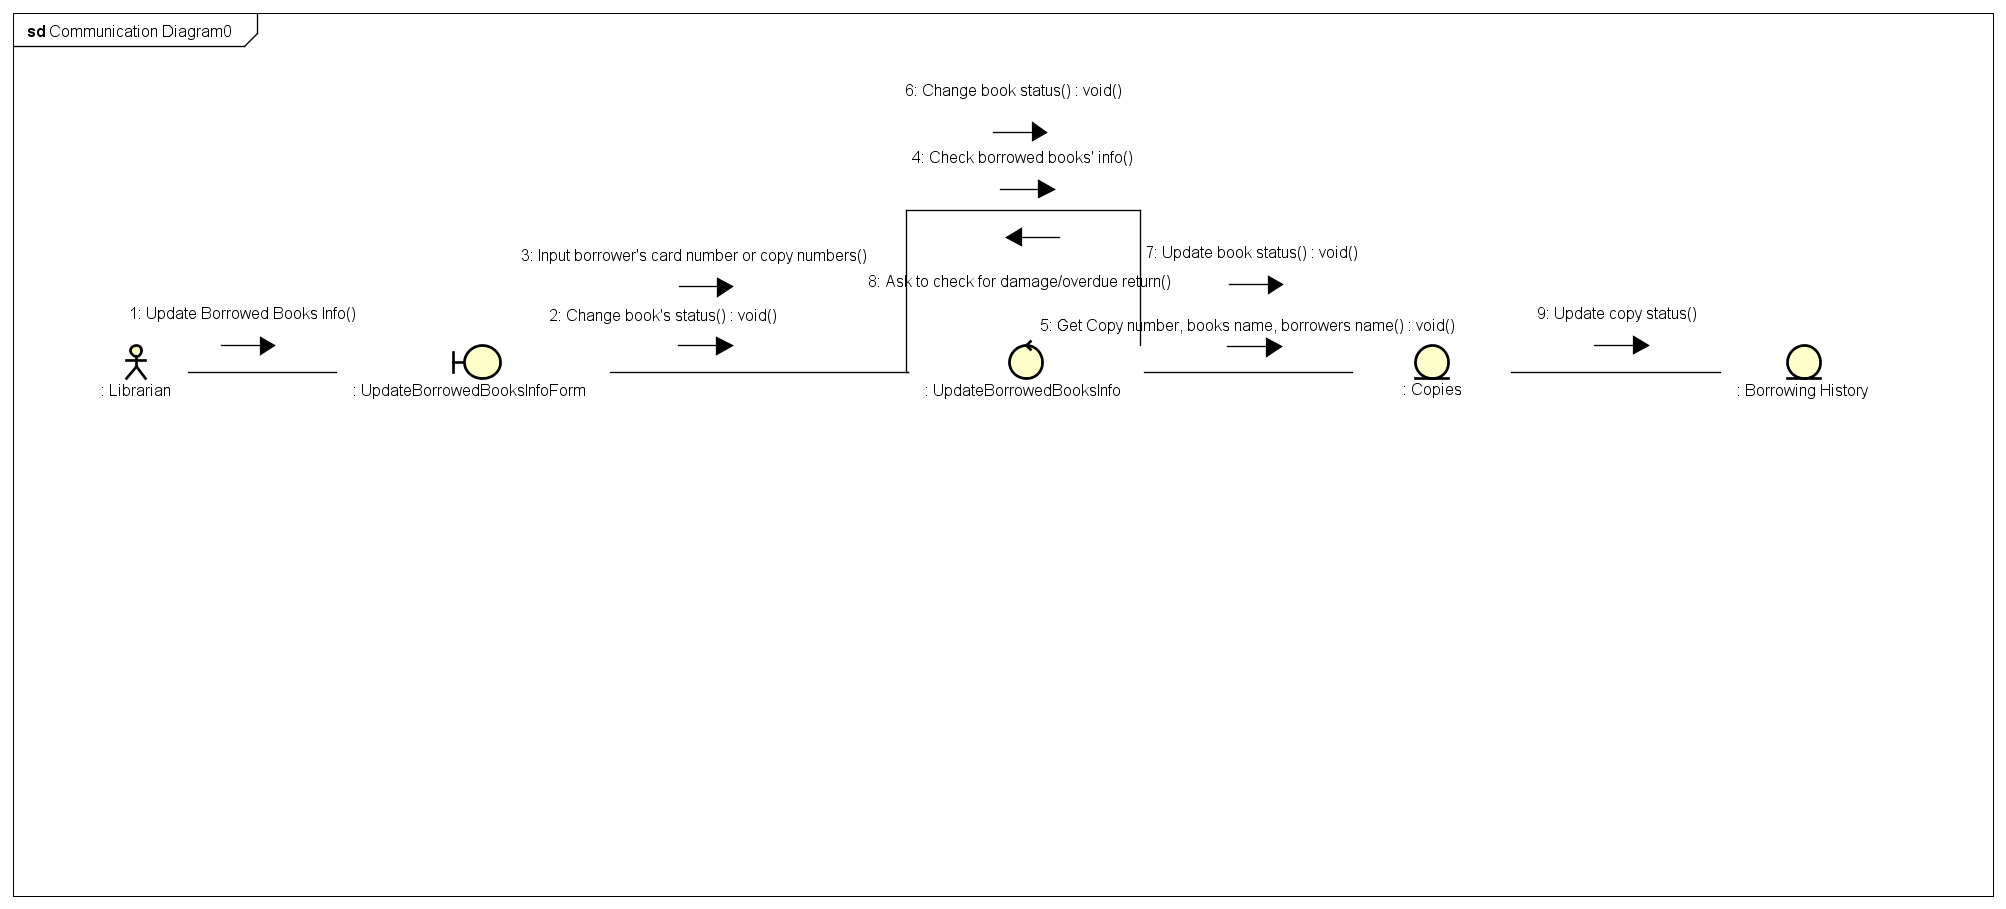 sd Communication Diagram0
6: Change book status() : void()
4: Check borrowed books' info()
3: Input borrower's card number or copy numbers()
7: Update book status() : void()
8: Ask to check for damage/overdue return()
1: Update Borrowed Books Info()
2: Change book's status() : void()
5: Get Copy number, books name, borrowers name() : void()
9: Update copy status()
: Librarian
: UpdateBorrowedBooksInfoForm
: UpdateBorrowedBooksInfo
: Copies
: Borrowing History